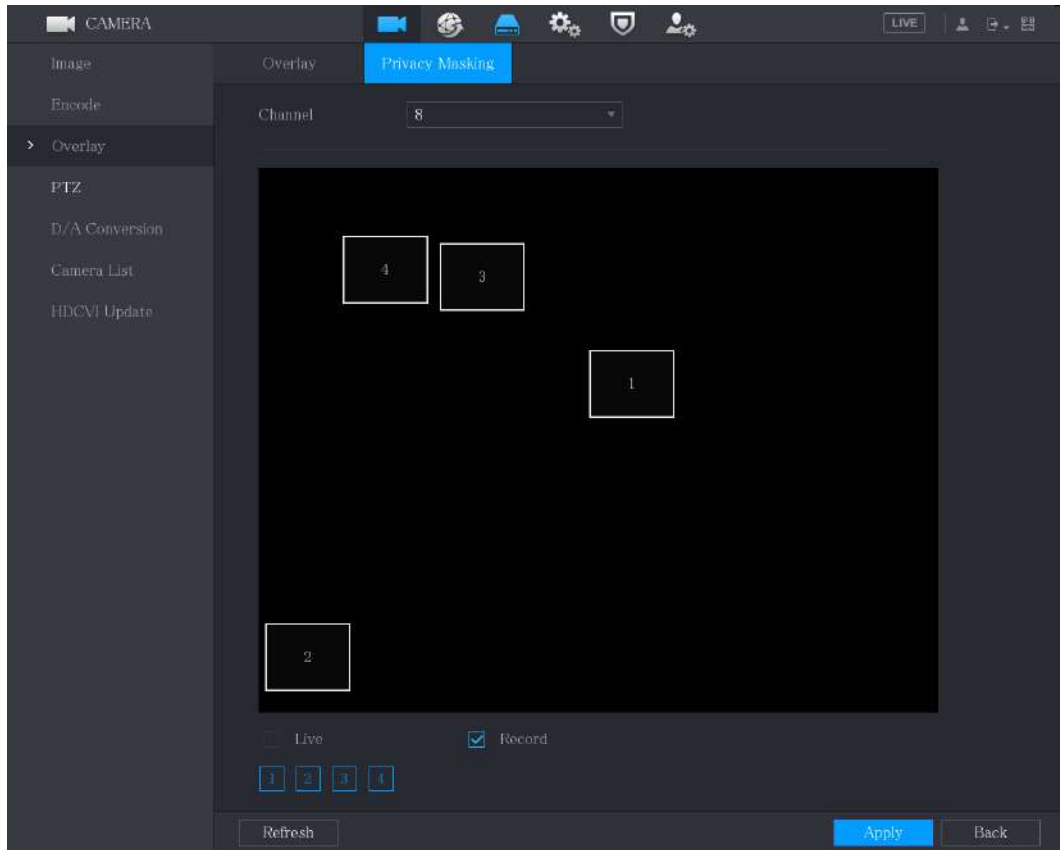 CAMERA
LIVE
Image
Encode
Overlay
PTZ
D/A Conversion
Camera List
HDCVI Update
Overlay Privacy Masking
Channel 8
4
3
1
2
Live Record
1 2 3 4
Refresh Apply Back